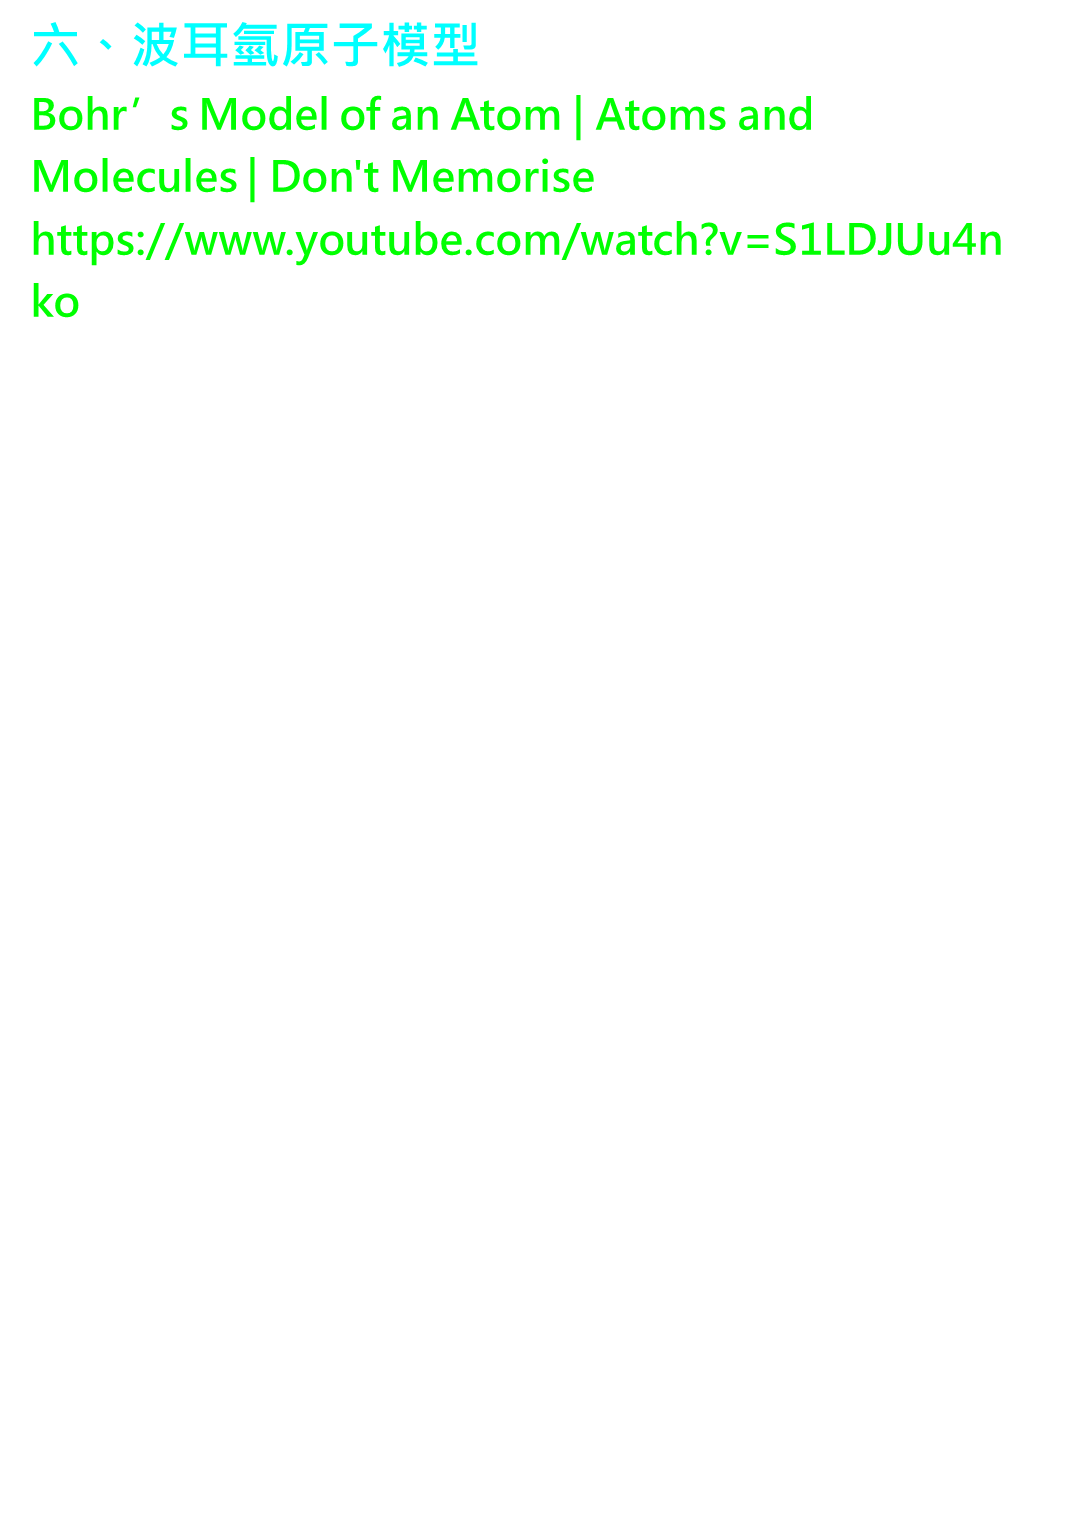 六、波耳氫原子模型
Bohr′s Model of an Atom | Atoms and
Molecules | Don't Memorise
https://www.youtube.com/watch?v=S1LDJUu4n
ko